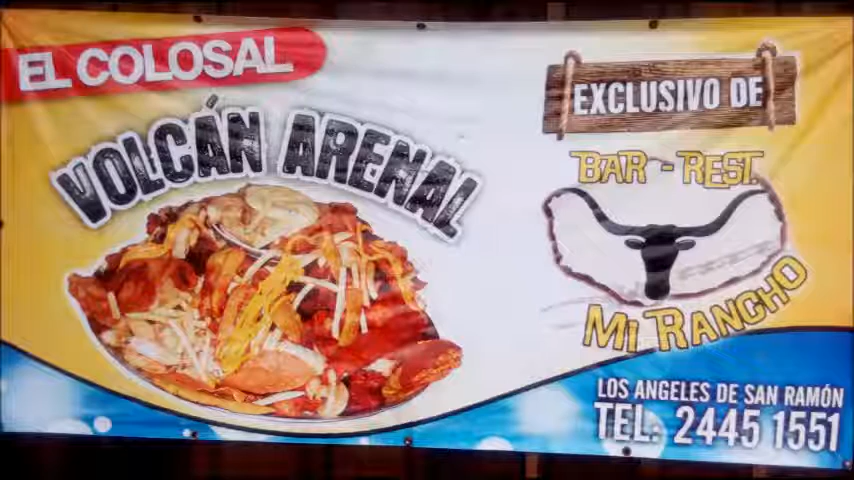 EL COLOSAL
VOLCÁN ARENAL
EXCLUSIVO DE
BAR - REST.
MI RANCHO
LOS ANGELES DE SAN RAMÓN
TEL: 2445 1551